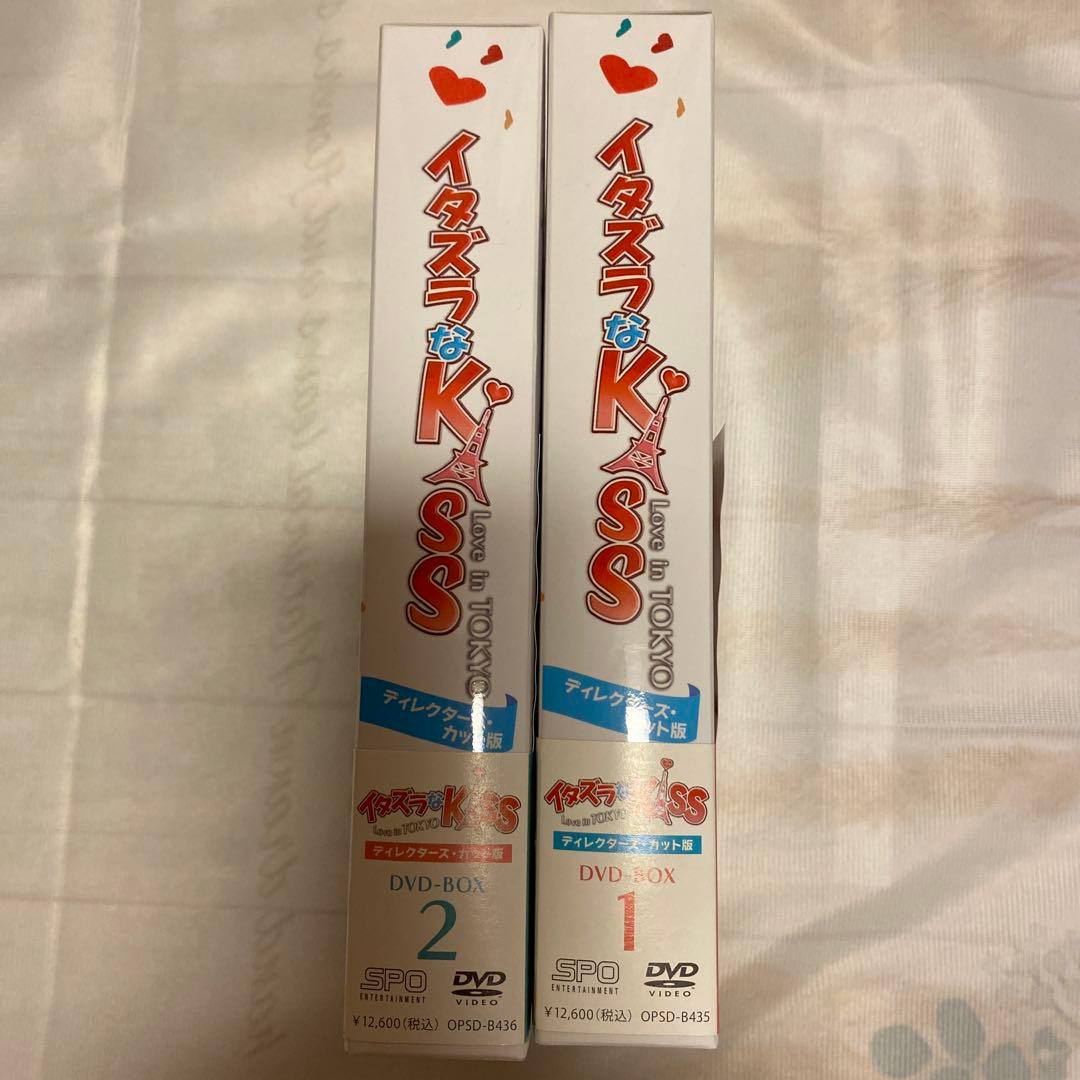 イタズラなKiSS
Love in TOKYO
ディレクターズ・
カット版
イタズラなKiSS
Love in TOKYO
ディレクターズ・カット版
DVD-BOX
2
SPO
ENTERTAINMENT
DVD
VIDEO
¥12,600(税込) OPSD-B436
イタズラなKiSS
Love in TOKYO
ディレクターズ・
カット版
イタズラなKiSS
Love in TOKYO
ディレクターズ・カット版
DVD-BOX
1
SPO
ENTERTAINMENT
DVD
VIDEO
¥12,600(税込) OPSD-B435